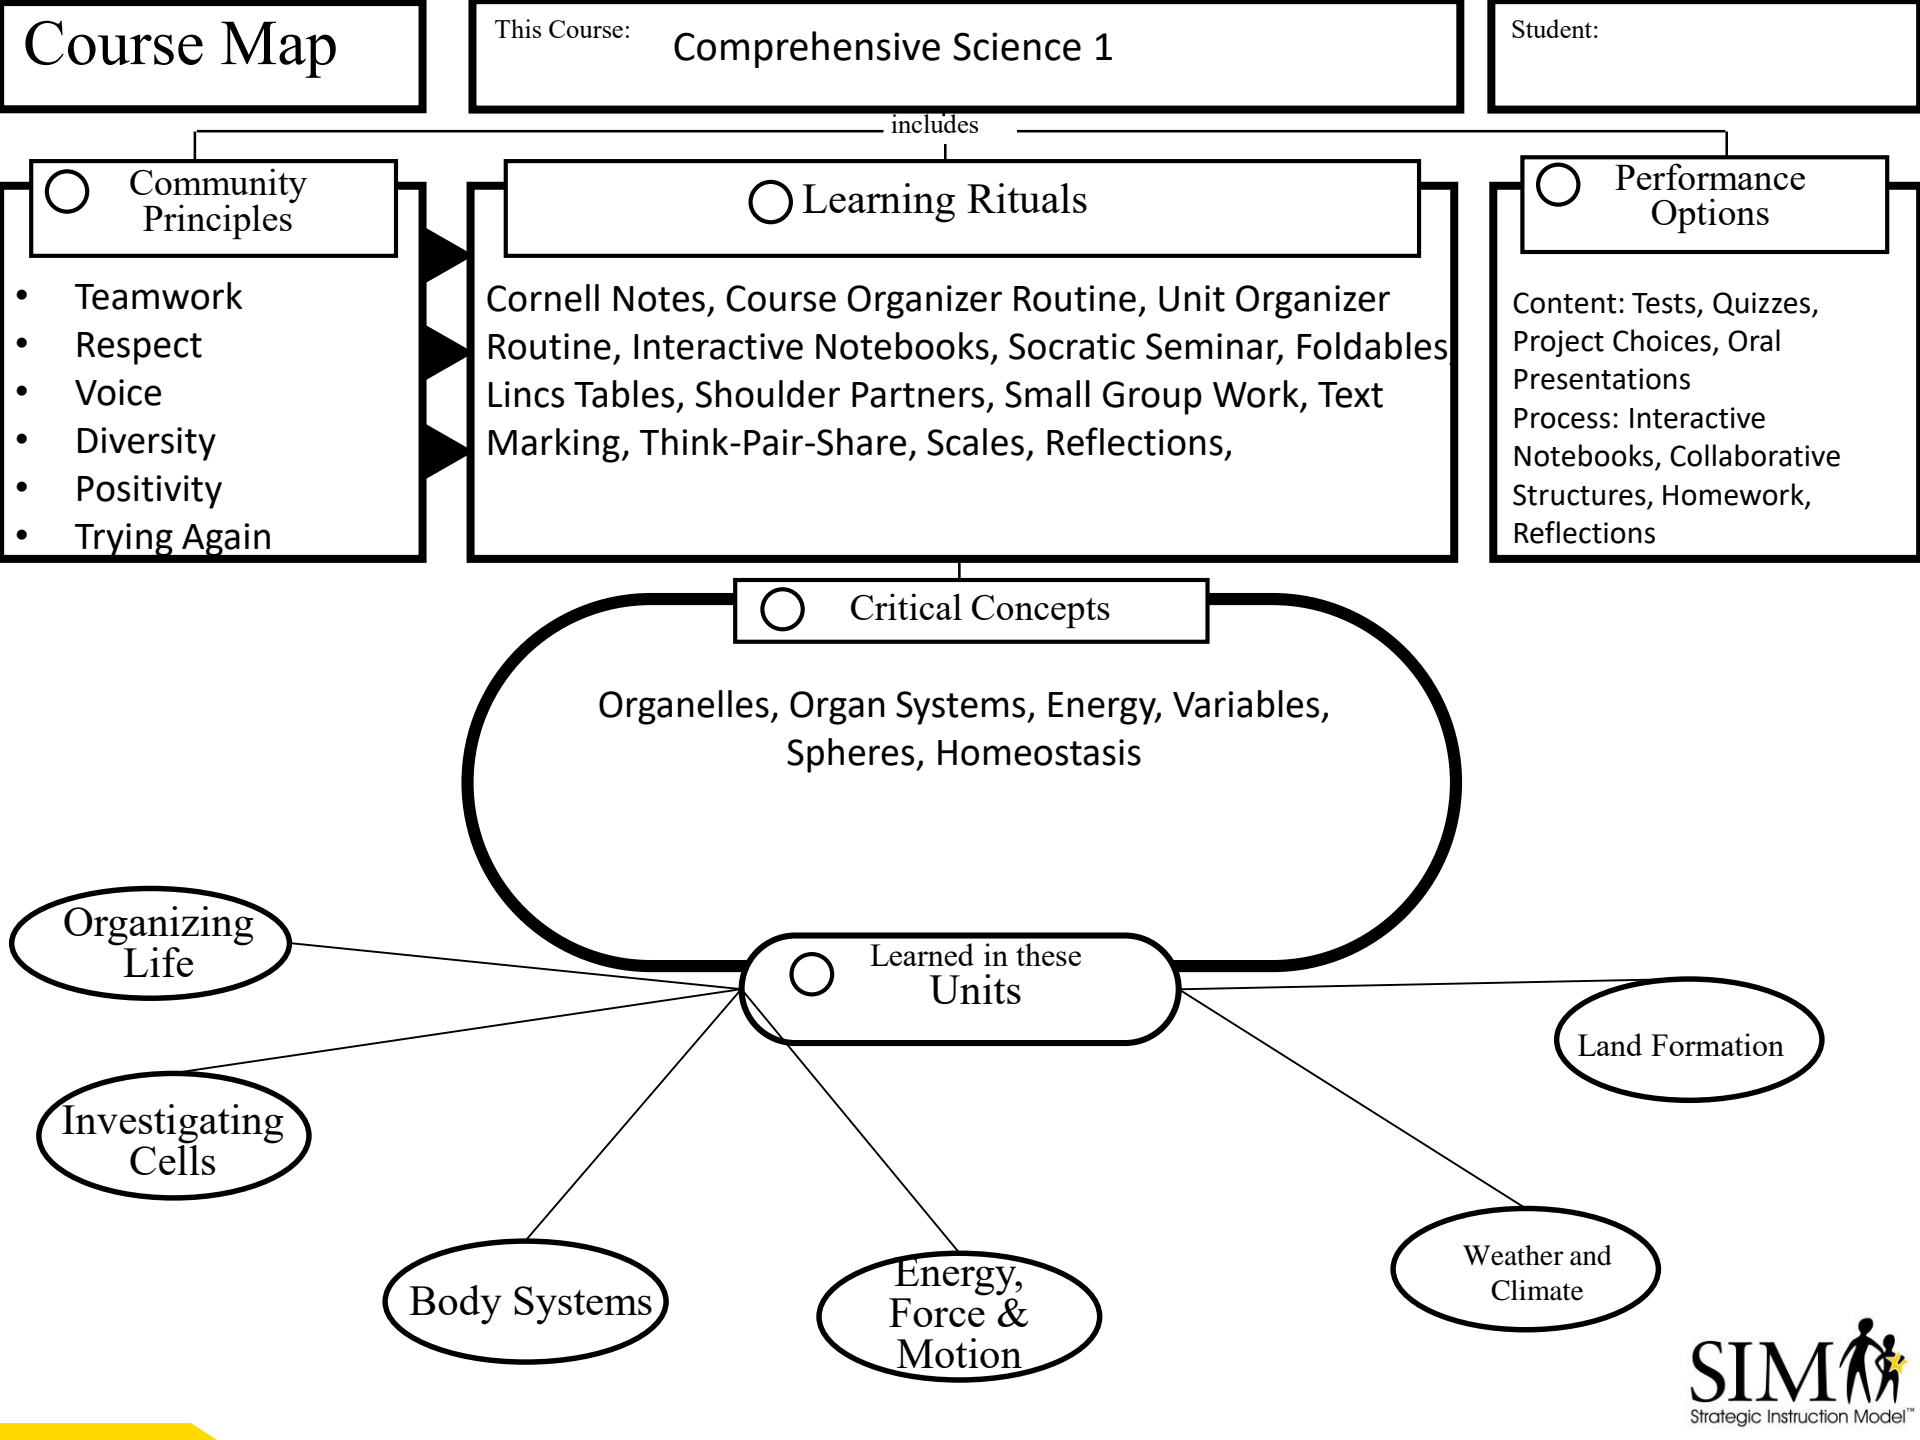 Course Map
This Course:
Comprehensive Science 1
Student:
includes
Community
Principles
• Teamwork
• Respect
• Voice
• Diversity
• Positivity
• Trying Again
Learning Rituals
Cornell Notes, Course Organizer Routine, Unit Organizer
Routine, Interactive Notebooks, Socratic Seminar, Foldables,
Lincs Tables, Shoulder Partners, Small Group Work, Text
Marking, Think-Pair-Share, Scales, Reflections,
Performance
Options
Content: Tests, Quizzes,
Project Choices, Oral
Presentations
Process: Interactive
Notebooks, Collaborative
Structures, Homework,
Reflections
Critical Concepts
Organelles, Organ Systems, Energy, Variables,
Spheres, Homeostasis
Learned in these
Units
Organizing
Life
Investigating
Cells
Body Systems
Energy,
Force &
Motion
Weather and
Climate
Land Formation
SIM
Strategic Instruction Model™